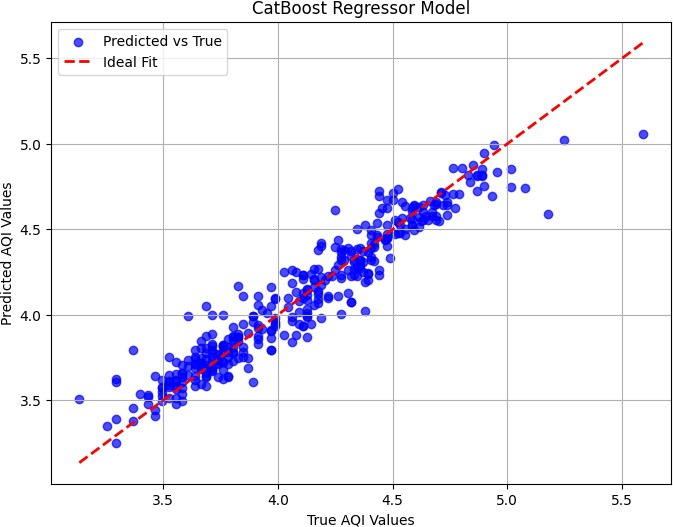 CatBoost Regressor Model
Predicted vs True
Ideal Fit
Predicted AQI Values
5.5
5.0
4.5
4.0
3.5
3.5 4.0 4.5 5.0 5.5
True AQI Values